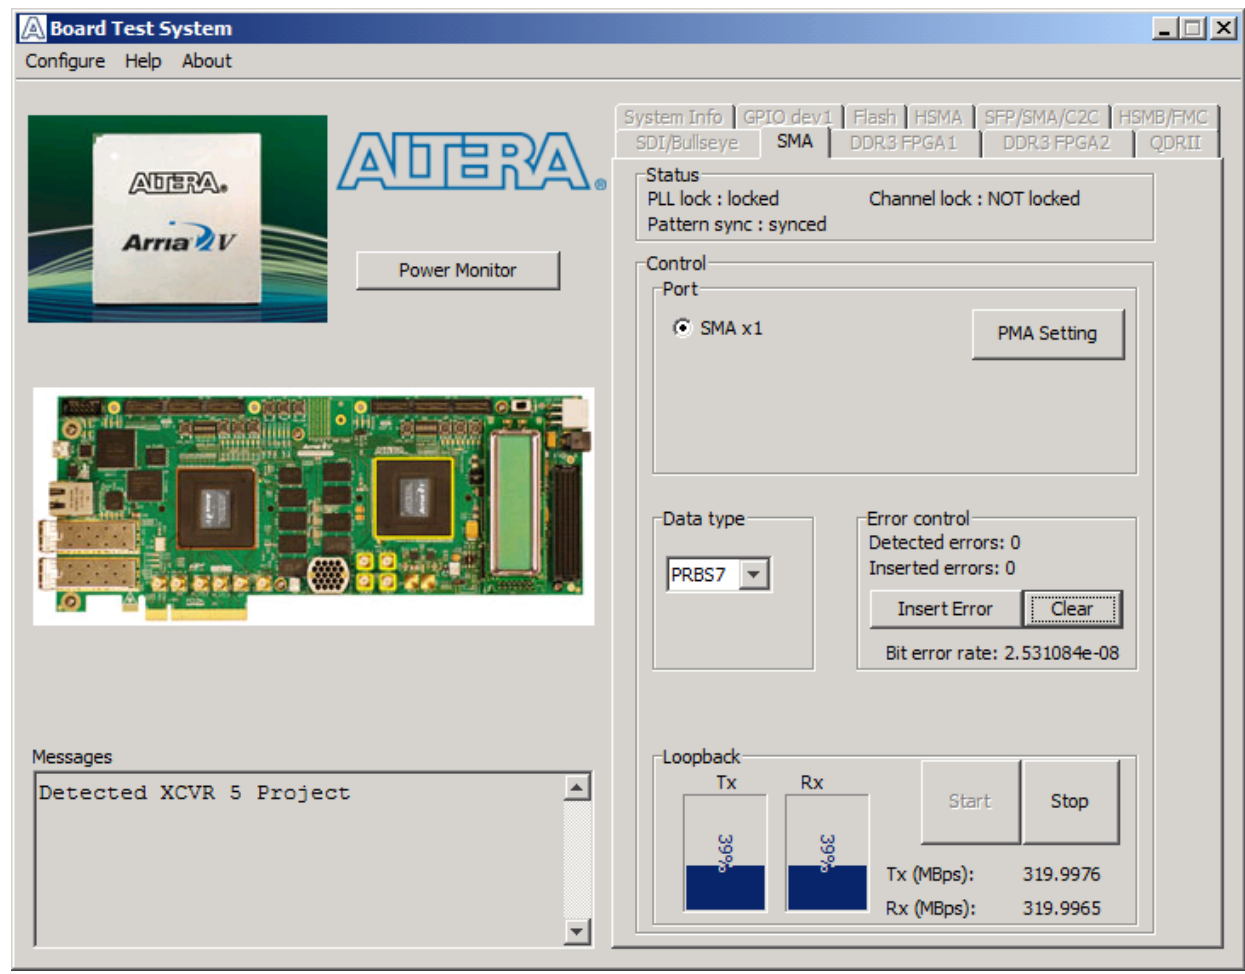 Board Test System
Configure Help About
ALTERA®
Arria V
ALTERA®
Power Monitor
Messages
Detected XCVR 5 Project
System Info GPIO dev1 Flash HSMA SFP/SMA/C2C HSMB/FMC
SDI/Bullseye SMA DDR3 FPGA1 DDR3 FPGA2 QDRII
Status
PLL lock : locked Channel lock : NOT locked
Pattern sync : synced
Control
Port
SMA x1
PMA Setting
Data type
PRBS7
Error control
Detected errors: 0
Inserted errors: 0
Insert Error Clear
Bit error rate: 2.531084e-08
Loopback
Tx Rx
39% 39%
Start Stop
Tx (MBps): 319.9976
Rx (MBps): 319.9965